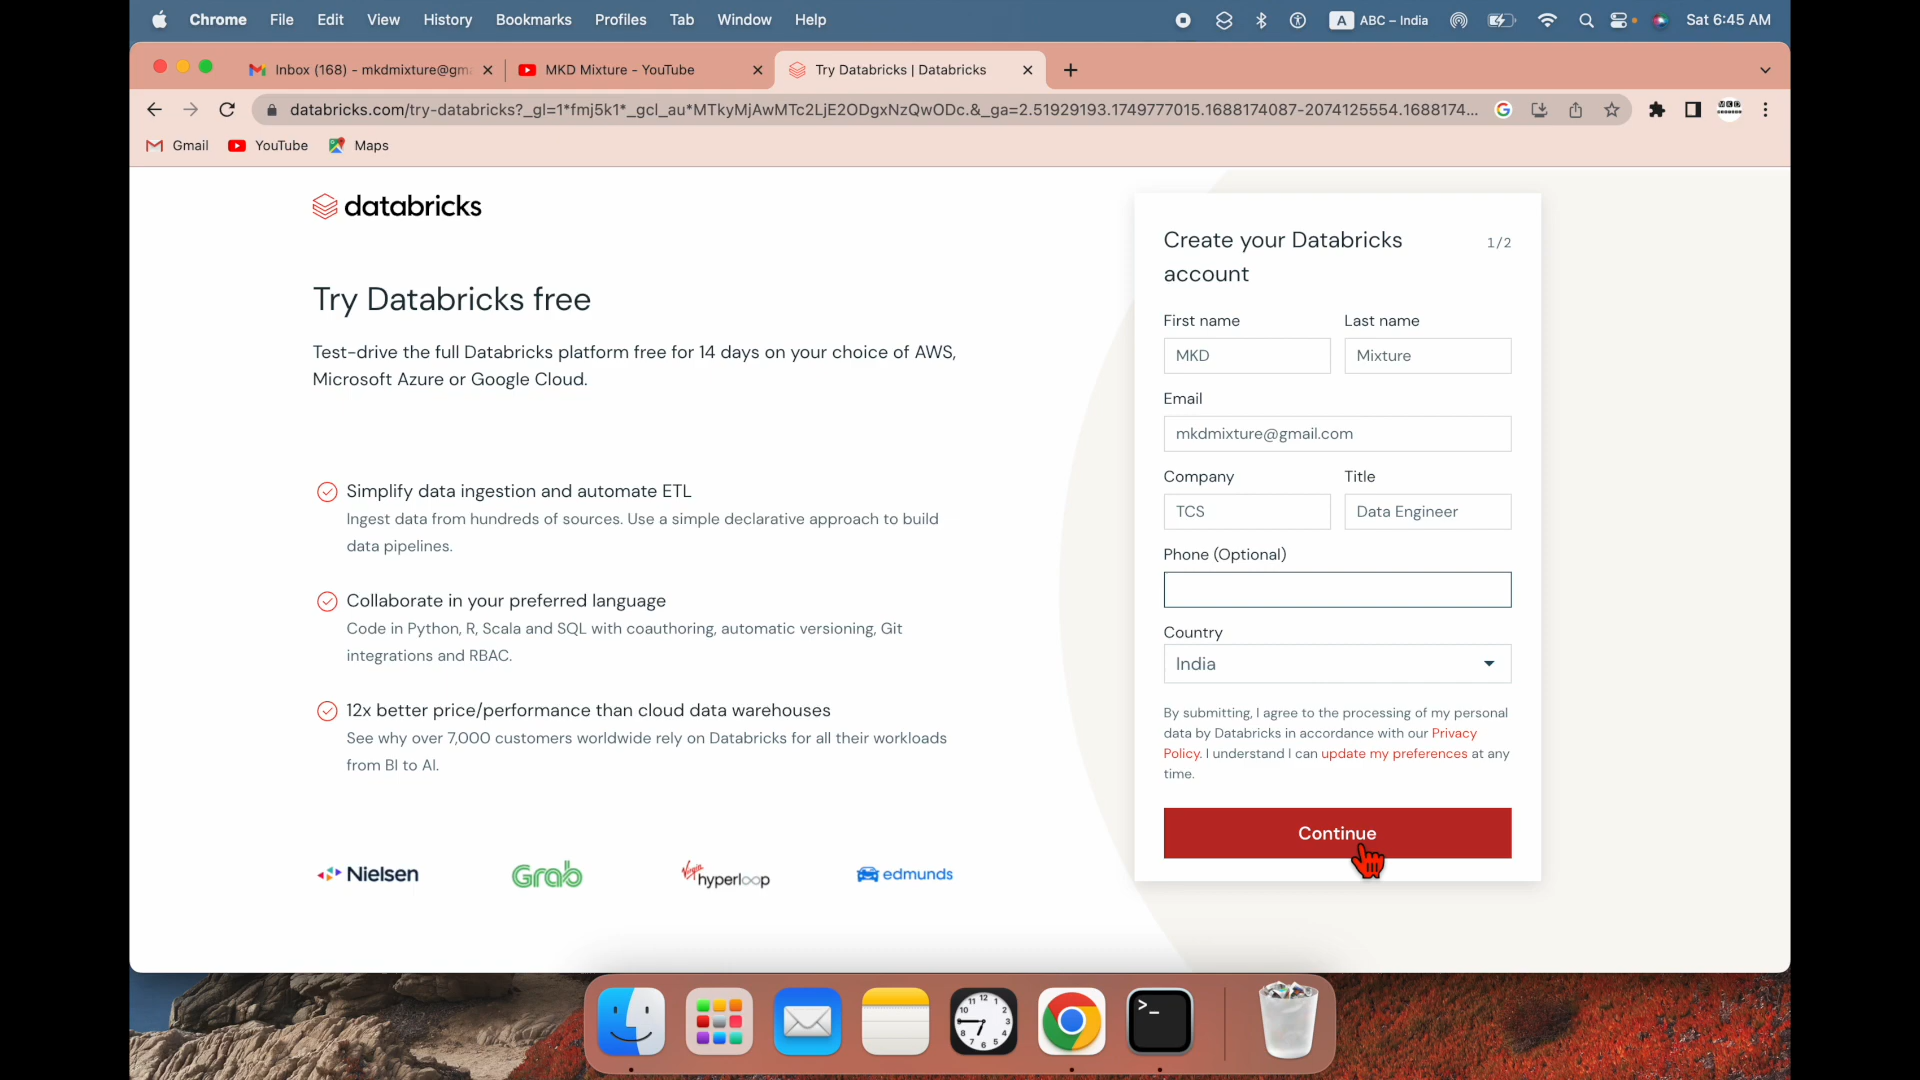 Chrome File Edit View History Bookmarks Profiles Tab Window Help A ABC – India Sat 6:45 AM
Inbox (168) - mkdmixture@gm
MKD Mixture - YouTube
Try Databricks | Databricks
databricks.com/try-databricks?_gl=1*fmj5k1*_gcl_au*MTkyMjAwMTc2LjE2ODgxNzQwODc.&_ga=2.51929193.1749777015.1688174087-2074125554.1688174...
Gmail YouTube Maps
databricks
Try Databricks free
Test-drive the full Databricks platform free for 14 days on your choice of AWS,
Microsoft Azure or Google Cloud.
Simplify data ingestion and automate ETL
Ingest data from hundreds of sources. Use a simple declarative approach to build
data pipelines.
Collaborate in your preferred language
Code in Python, R, Scala and SQL with coauthoring, automatic versioning, Git
integrations and RBAC.
12x better price/performance than cloud data warehouses
See why over 7,000 customers worldwide rely on Databricks for all their workloads
from BI to AI.
Nielsen Grab Virgin hyperloop edmunds
Create your Databricks 1/2
account
First name Last name
MKD Mixture
Email
mkdmixture@gmail.com
Company Title
TCS Data Engineer
Phone (Optional)
Country
India
By submitting, I agree to the processing of my personal
data by Databricks in accordance with our Privacy
Policy. I understand I can update my preferences at any
time.
Continue